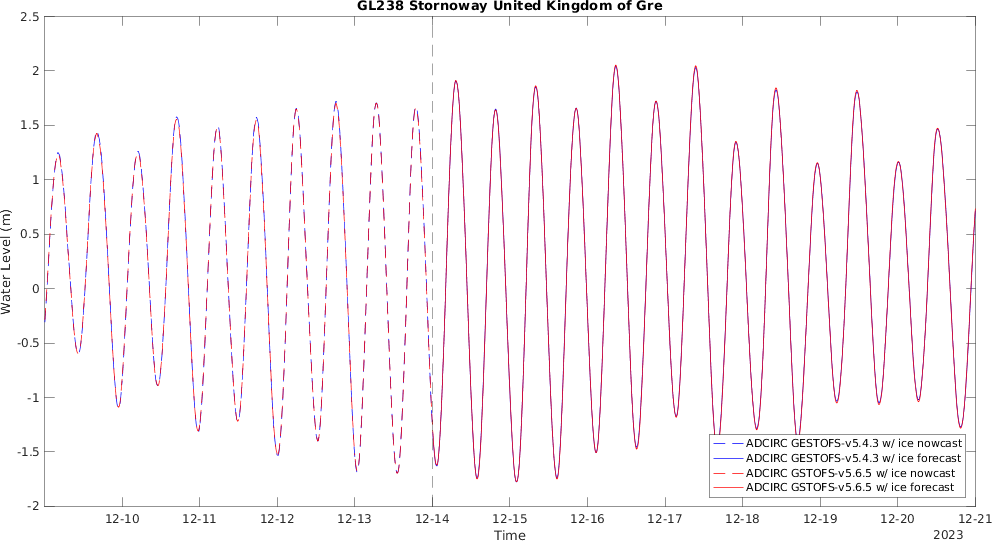 GL238 Stornoway United Kingdom of Gre
2.5
2
1.5
1
0.5
0
-0.5
-1
-1.5
-2
Water Level (m)
12-10 12-11 12-12 12-13 12-14 12-15 12-16 12-17 12-18 12-19 12-20 12-21
Time
2023
ADCIRC GESTOFS-v5.4.3 w/ ice nowcast
ADCIRC GESTOFS-v5.4.3 w/ ice forecast
ADCIRC GSTOFS-v5.6.5 w/ ice nowcast
ADCIRC GSTOFS-v5.6.5 w/ ice forecast